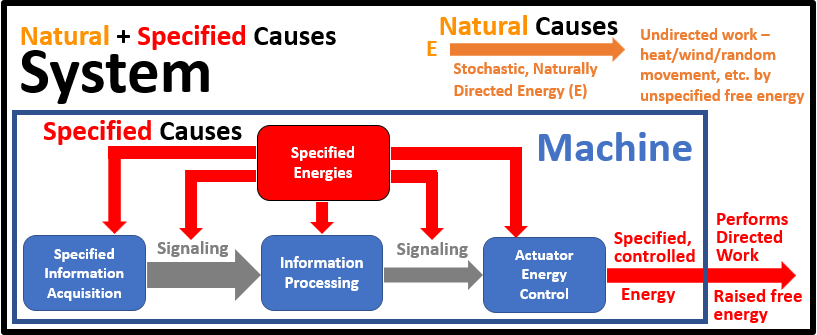 Natural + Specified Causes
System
Natural Causes
E
Stochastic, Naturally
Directed Energy (E)
Undirected work –
heat/wind/random
movement, etc. by
unspecified free energy
Specified Causes
Machine
Specified
Energies
Specified
Information
Acquisition
Signaling
Information
Processing
Signaling
Actuator
Energy
Control
Specified,
controlled
Energy
Performs
Directed
Work
Raised free
energy